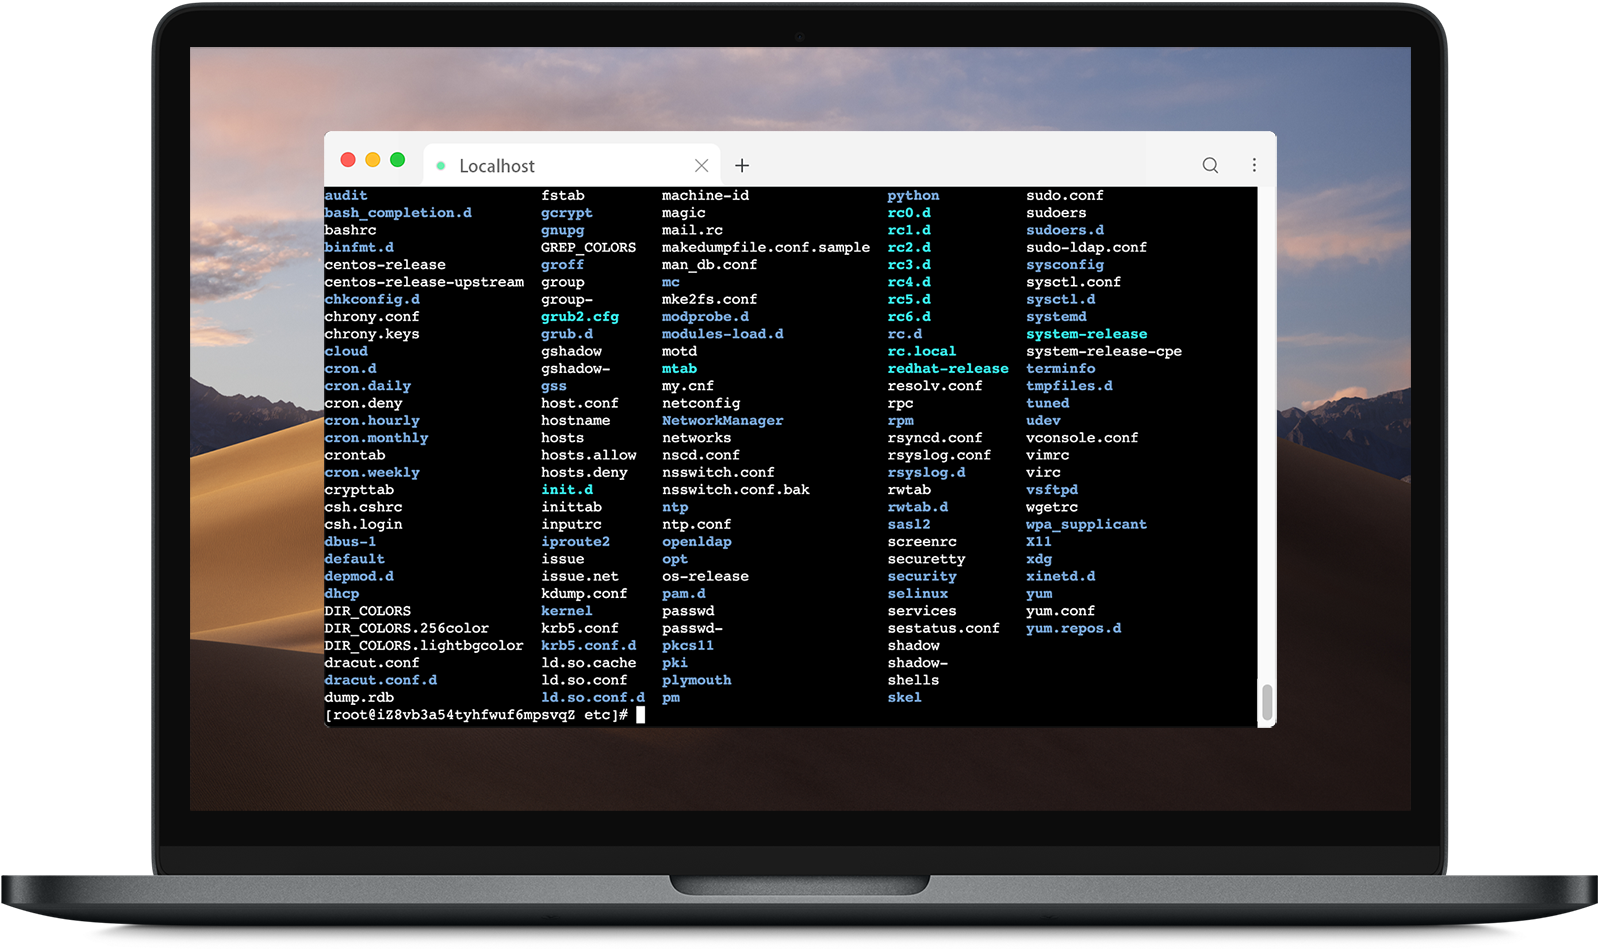 Localhost
audit fstab machine-id python sudo.conf
bash_completion.d gcrypt magic rc0.d sudoers
bashrc gnupg mail.rc rc1.d sudoers.d
binfmt.d GREP_COLORS makedumpfile.conf.sample rc2.d sudo-ldap.conf
centos-release groff man_db.conf rc3.d sysconfig
centos-release-upstream group mc rc4.d sysctl.conf
chkconfig.d group- mke2fs.conf rc5.d sysctl.d
chrony.conf grub2.cfg modprobe.d rc6.d systemd
chrony.keys grub.d modules-load.d rc.d system-release
cloud gshadow motd rc.local system-release-cpe
cron.d gshadow- mtab redhat-release terminfo
cron.daily gss my.cnf resolv.conf tmpfiles.d
cron.deny host.conf netconfig rpc tuned
cron.hourly hostname NetworkManager rpm udev
cron.monthly hosts networks rsyncd.conf vconsole.conf
crontab hosts.allow nscd.conf rsyslog.conf vimrc
cron.weekly hosts.deny nsswitch.conf rsyslog.d virc
crypttab init.d nsswitch.conf.bak rwtab vsftpd
csh.cshrc inittab ntp rwtab.d wgetrc
csh.login inputrc ntp.conf sasl2 wpa_supplicant
dbus-1 iproute2 openldap screenrc X11
default issue opt securetty xdg
depmod.d issue.net os-release security xinetd.d
dhcp kdump.conf pam.d selinux yum
DIR_COLORS kernel passwd services yum.conf
DIR_COLORS.256color krb5.conf passwd- sestatus.conf yum.repos.d
DIR_COLORS.lightbgcolor krb5.conf.d pkcs11 shadow
dracut.conf ld.so.cache pki shadow-
dracut.conf.d ld.so.conf plymouth shells
dump.rdb ld.so.conf.d pm skel
[root@iZ8vb3a54tyhfwuf6mpsvqZ etc]#